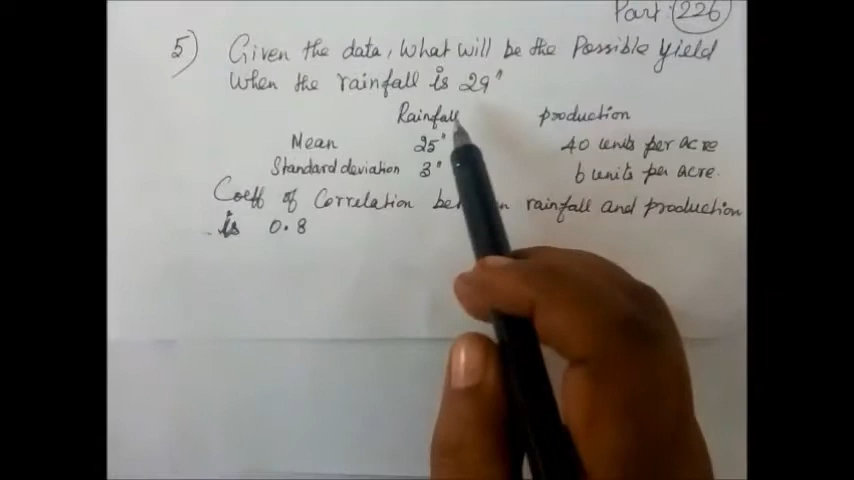 Part: 226
5) Given the data, What will be the Possible yield
When the rainfall is 29"
Rainfall production
Mean 25" 40 units per acre
Standard deviation 3" 6 units per acre.
Coeff of Correlation rainfall and production
is 0.8